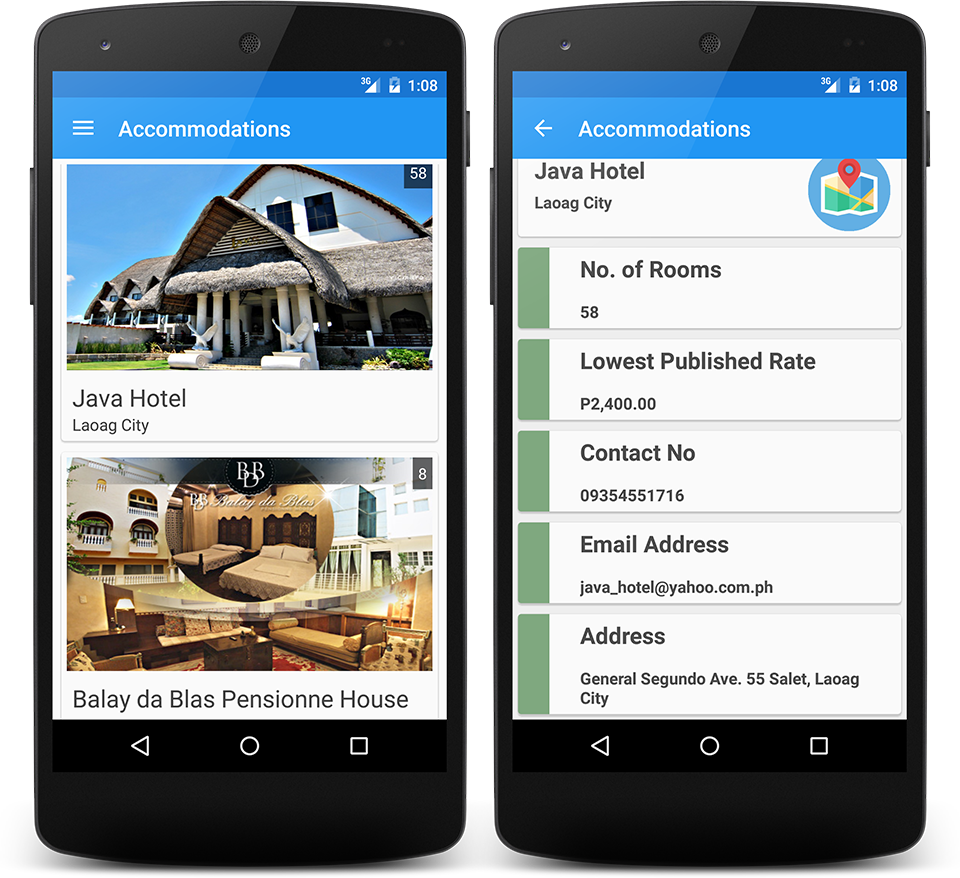 3G 1:08
Accommodations
58
Java Hotel
Laoag City
BDB
8
BB Balay da Blas
Balay da Blas Pensionne House
3G 1:08
Accommodations
Java Hotel
Laoag City
No. of Rooms
58
Lowest Published Rate
P2,400.00
Contact No
09354551716
Email Address
java_hotel@yahoo.com.ph
Address
General Segundo Ave. 55 Salet, Laoag
City